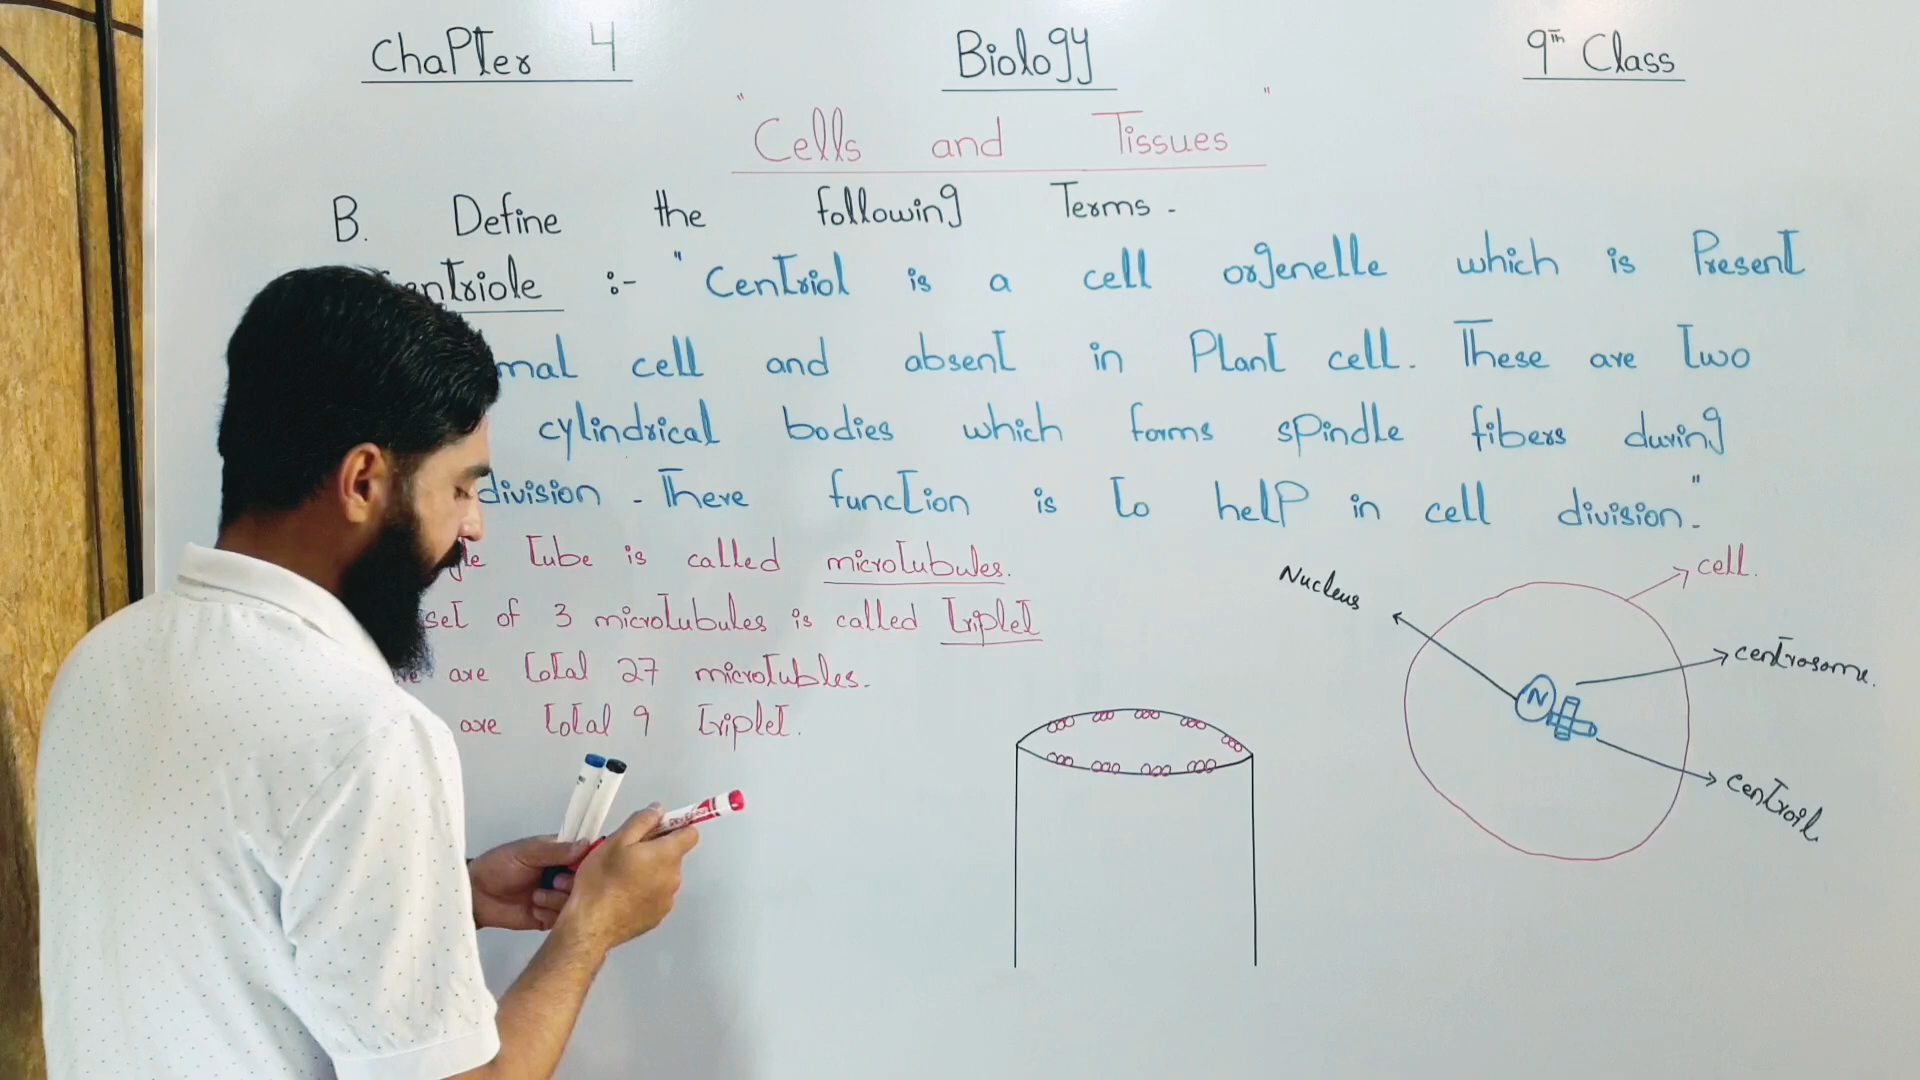 ChaPter 4 Biology 9th Class
"Cells and Tissues"
B. Define the following Terms.
entriole :- "Centriol is a cell orgenelle which is Present
mal cell and absent in Plant cell. These are two
cylindrical bodies which forms spindle fibers during
division. There function is to help in cell division."
gle tube is called microtubules.
set of 3 microtubules is called triplet
are total 27 microtubles.
are total 9 triplet.
cell.
Nucleus
centrosome.
N
centroil